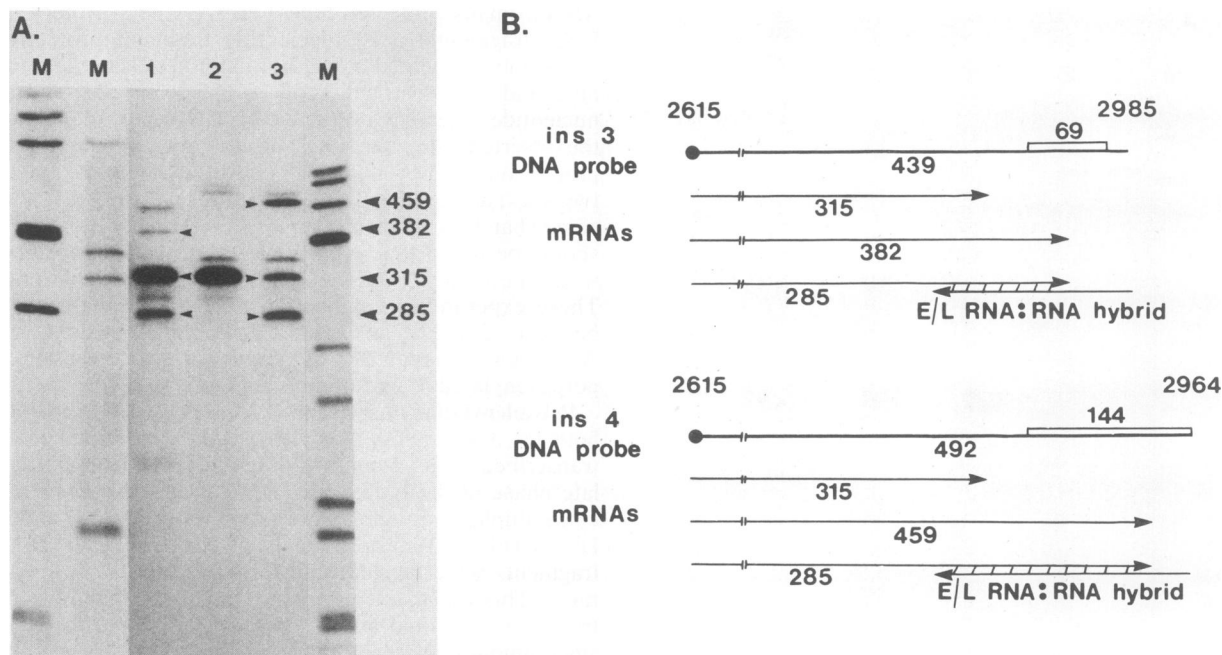 A.
M M 1 2 3 M
459
382
315
285
B.
2615 2985
ins 3
DNA probe
69
439
315
mRNAs
382
285
E/L RNA:RNA hybrid
2615 2964
ins 4
DNA probe
144
492
315
mRNAs
459
285
E/L RNA:RNA hybrid